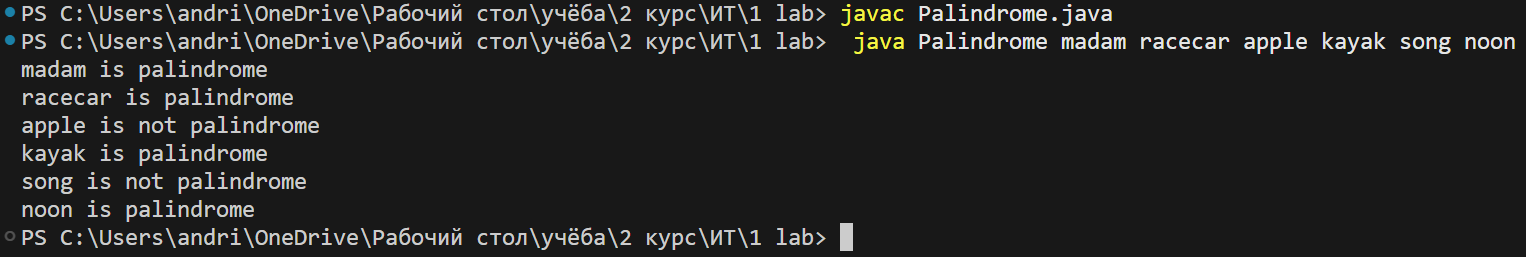 PS C:\Users\andri\OneDrive\Рабочий стол\учёба\2 курс\ИТ\1 lab> javac Palindrome.java
PS C:\Users\andri\OneDrive\Рабочий стол\учёба\2 курс\ИТ\1 lab>  java Palindrome madam racecar apple kayak song noon
madam is palindrome
racecar is palindrome
apple is not palindrome
kayak is palindrome
song is not palindrome
noon is palindrome
PS C:\Users\andri\OneDrive\Рабочий стол\учёба\2 курс\ИТ\1 lab>